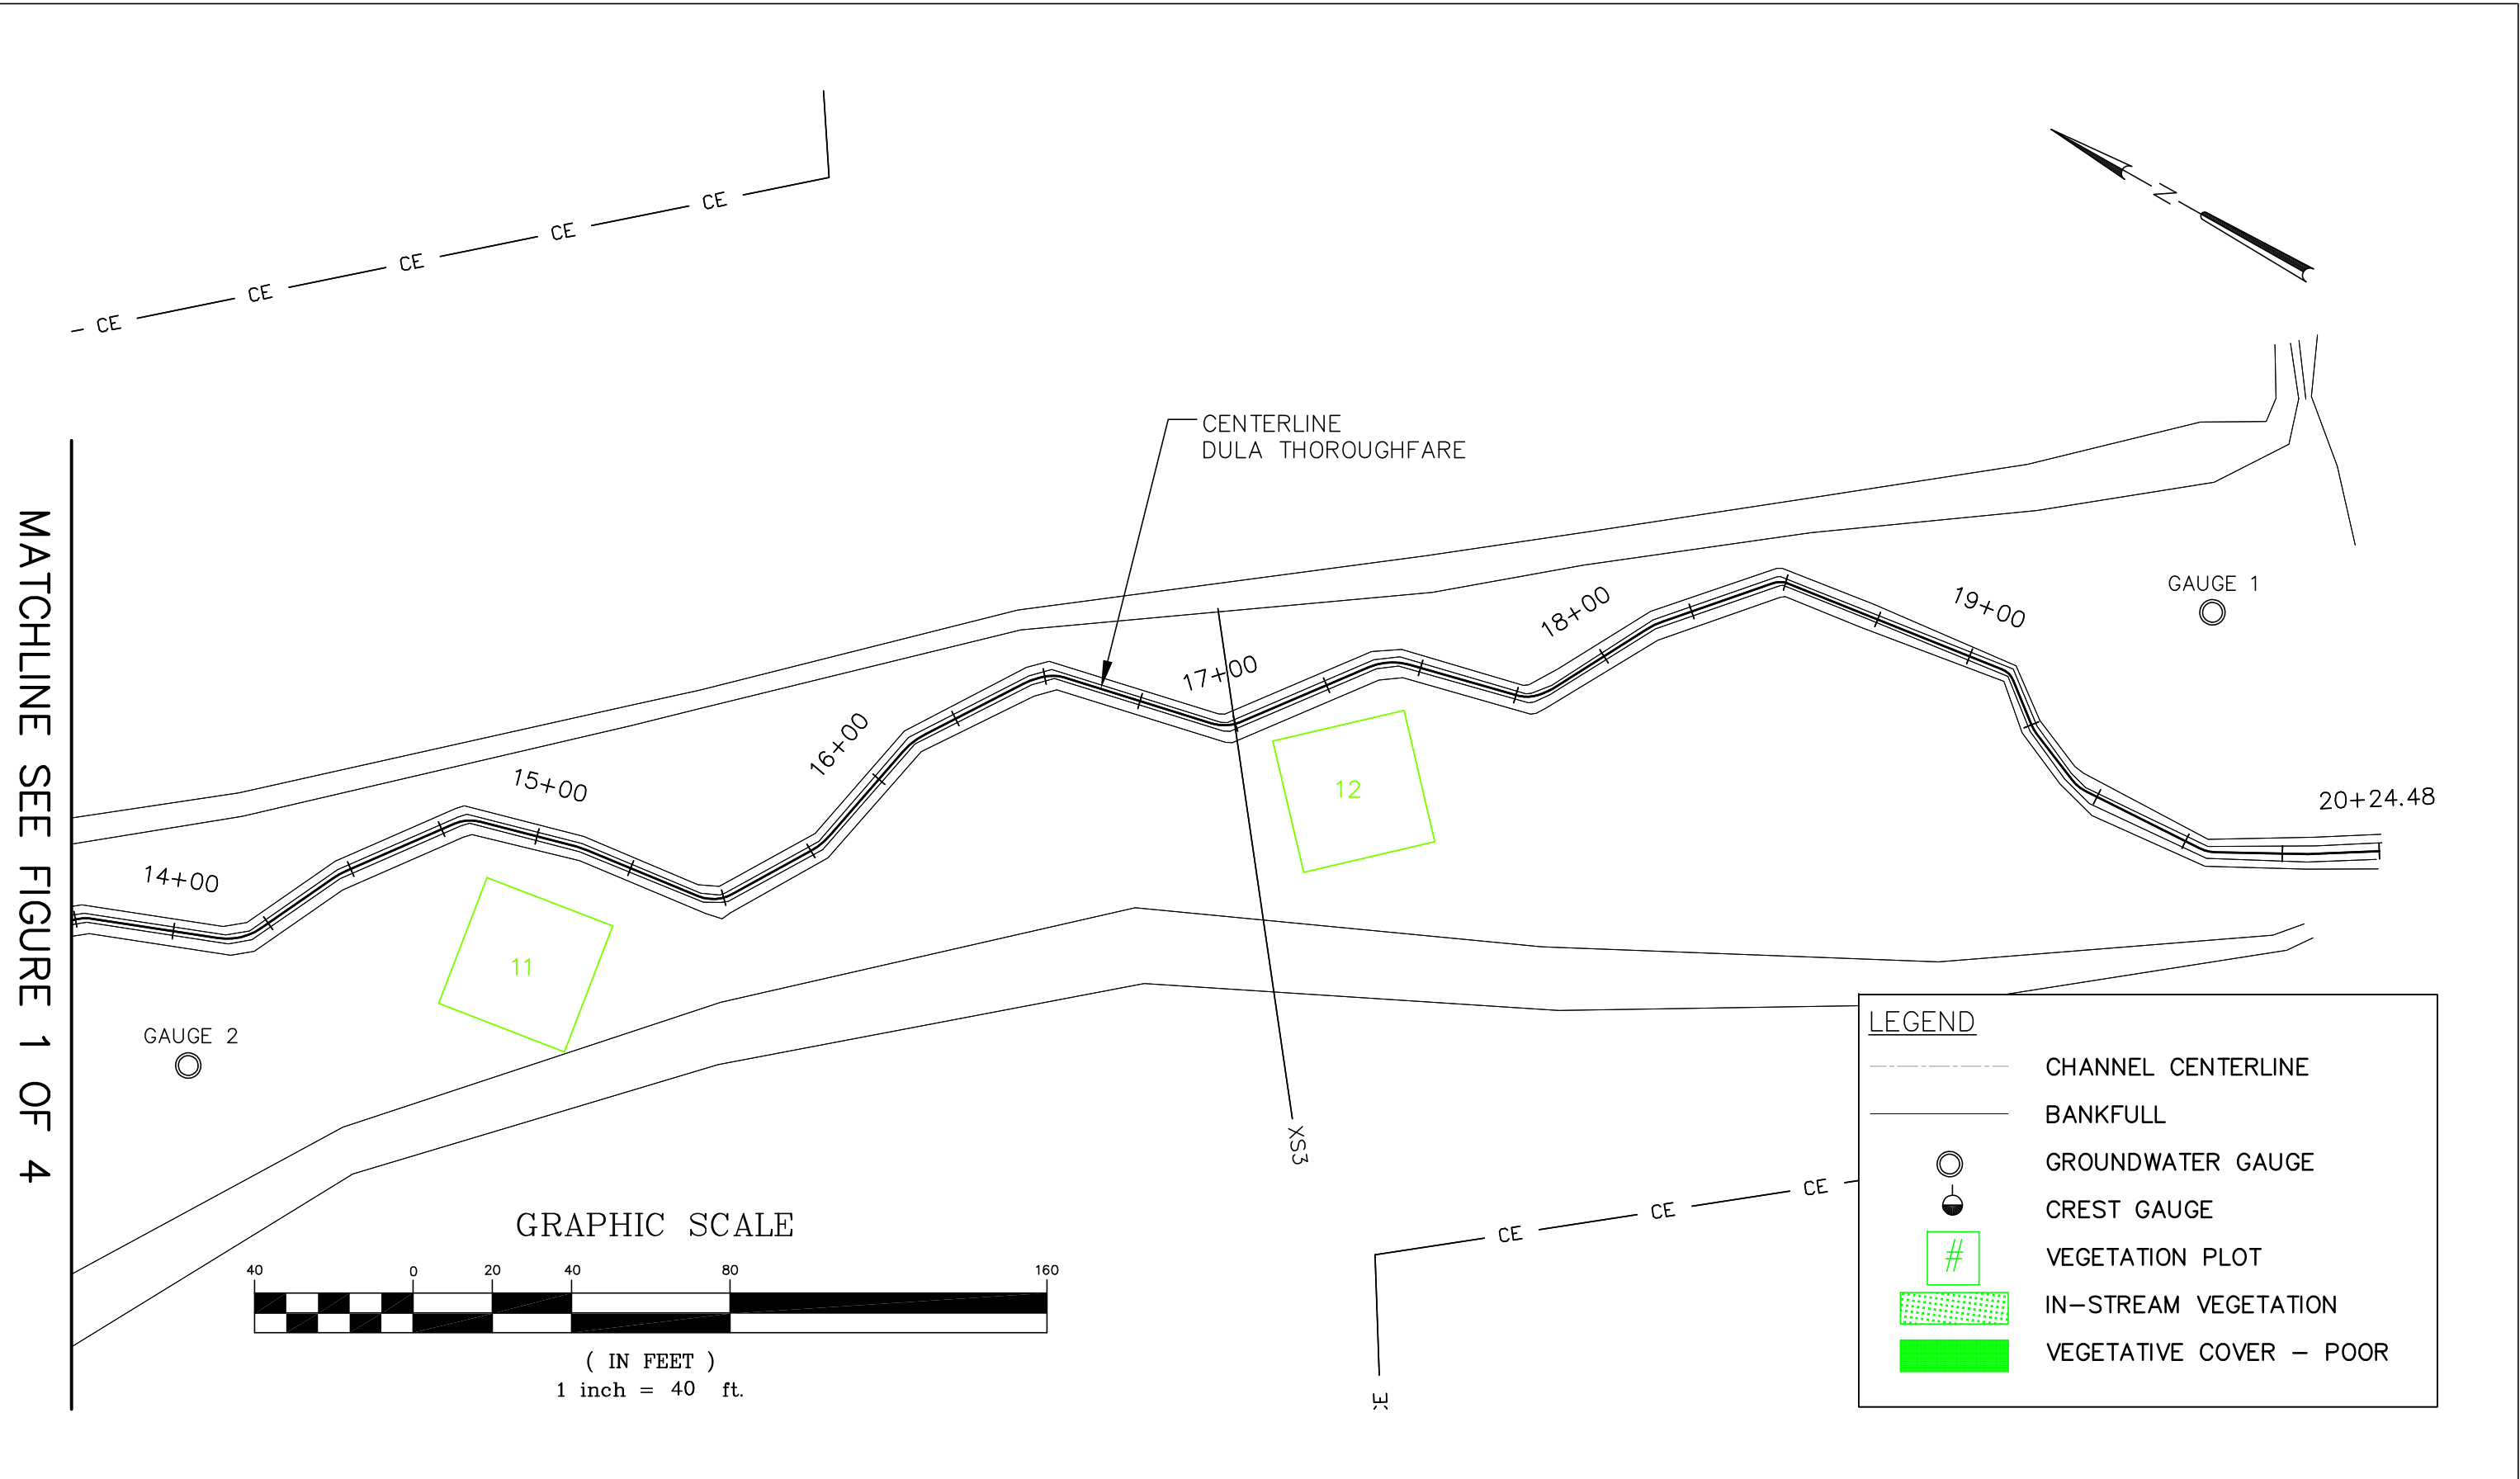 N
CE
CE
CE
CE
CE
CENTERLINE
DULA THOROUGHFARE
MATCHLINE SEE FIGURE 1 OF 4
14+00
15+00
16+00
17+00
18+00
19+00
20+24.48
GAUGE 1
GAUGE 2
11
12
XS3
CE
CE
CE
GRAPHIC SCALE
40 0 20 40 80 160
( IN FEET )
1 inch = 40 ft.
LEGEND
CHANNEL CENTERLINE
BANKFULL
GROUNDWATER GAUGE
CREST GAUGE
# VEGETATION PLOT
IN-STREAM VEGETATION
VEGETATIVE COVER - POOR